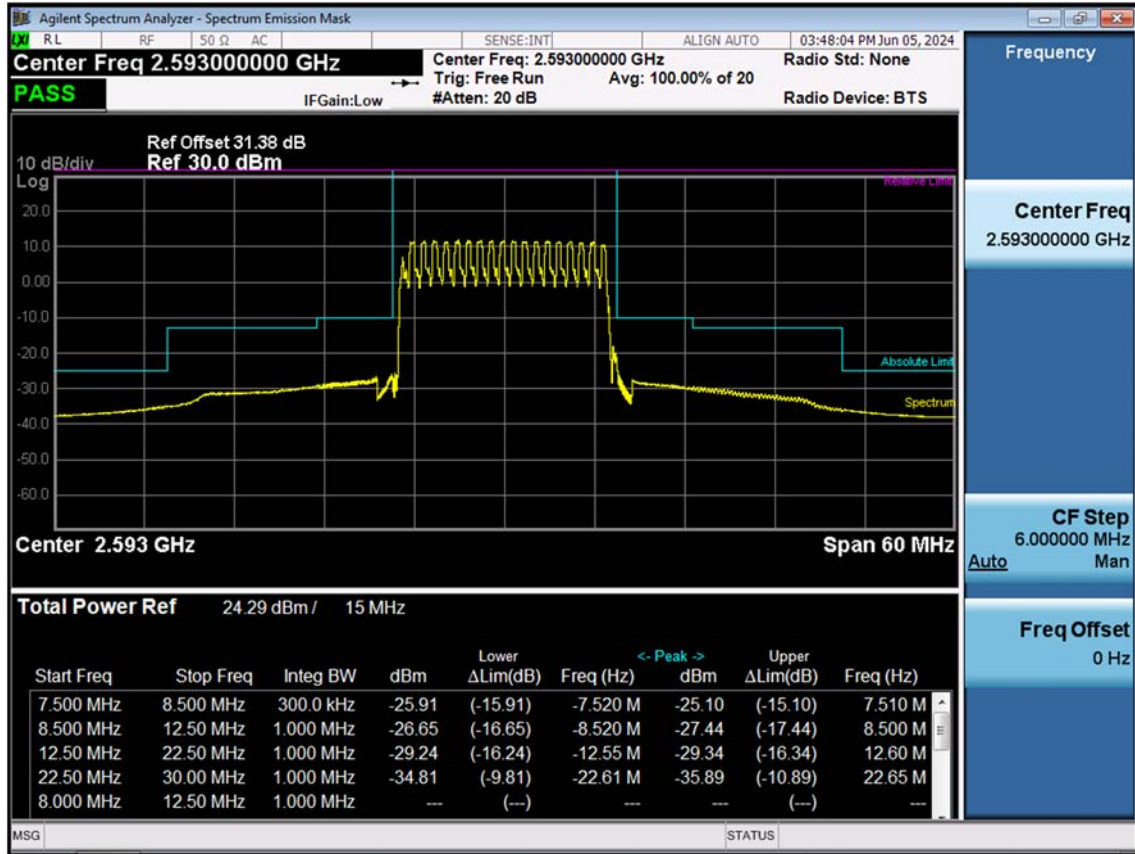 Agilent Spectrum Analyzer - Spectrum Emission Mask
LXI RL RF 50 Ω AC SENSE:INT ALIGN AUTO 03:48:04 PM Jun 05, 2024
Center Freq 2.593000000 GHz
Center Freq: 2.593000000 GHz
Radio Std: None
PASS
Trig: Free Run Avg: 100.00% of 20
IFGain:Low #Atten: 20 dB
Radio Device: BTS
Ref Offset 31.38 dB
10 dB/div Ref 30.0 dBm
Log
Relative Limit
20.0
10.0
0.00
-10.0
-20.0
Absolute Limit
-30.0
Spectrum
-40.0
-50.0
-60.0
Center 2.593 GHz Span 60 MHz
Total Power Ref 24.29 dBm / 15 MHz
Lower <- Peak -> Upper
Start Freq Stop Freq Integ BW dBm ΔLim(dB) Freq (Hz) dBm ΔLim(dB) Freq (Hz)
7.500 MHz 8.500 MHz 300.0 kHz -25.91 (-15.91) -7.520 M -25.10 (-15.10) 7.510 M
8.500 MHz 12.50 MHz 1.000 MHz -26.65 (-16.65) -8.520 M -27.44 (-17.44) 8.500 M
12.50 MHz 22.50 MHz 1.000 MHz -29.24 (-16.24) -12.55 M -29.34 (-16.34) 12.60 M
22.50 MHz 30.00 MHz 1.000 MHz -34.81 (-9.81) -22.61 M -35.89 (-10.89) 22.65 M
8.000 MHz 12.50 MHz 1.000 MHz --- (---) --- --- (---) ---
MSG STATUS
Frequency
Center Freq
2.593000000 GHz
CF Step
6.000000 MHz
Auto Man
Freq Offset
0 Hz